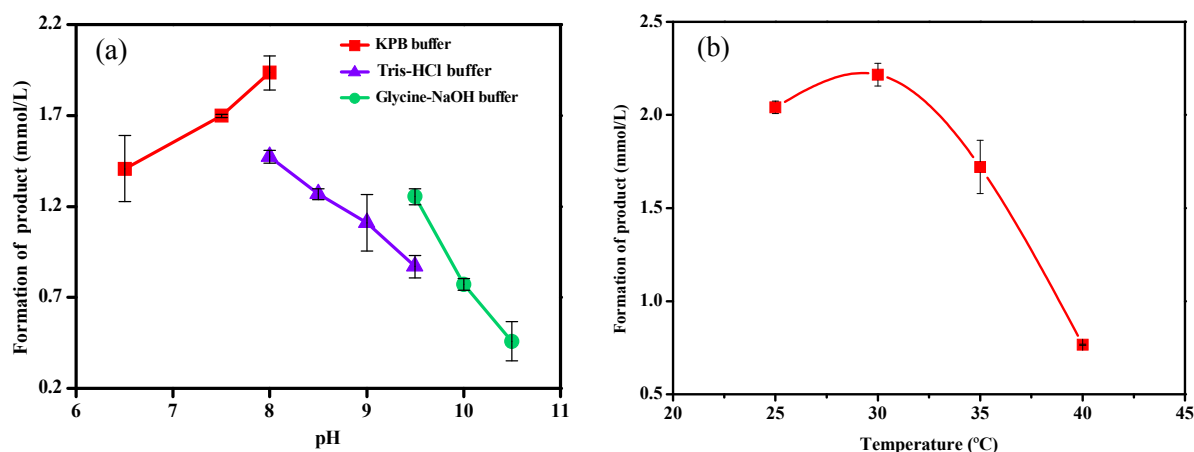 (a)
KPB buffer
Tris-HCl buffer
Glycine-NaOH buffer
Formation of product (mmol/L)
2.2
1.7
1.2
0.7
0.2
6 7 8 9 10 11
pH
(b)
Formation of product (mmol/L)
2.5
2.0
1.5
1.0
0.5
20 25 30 35 40 45
Temperature (°C)